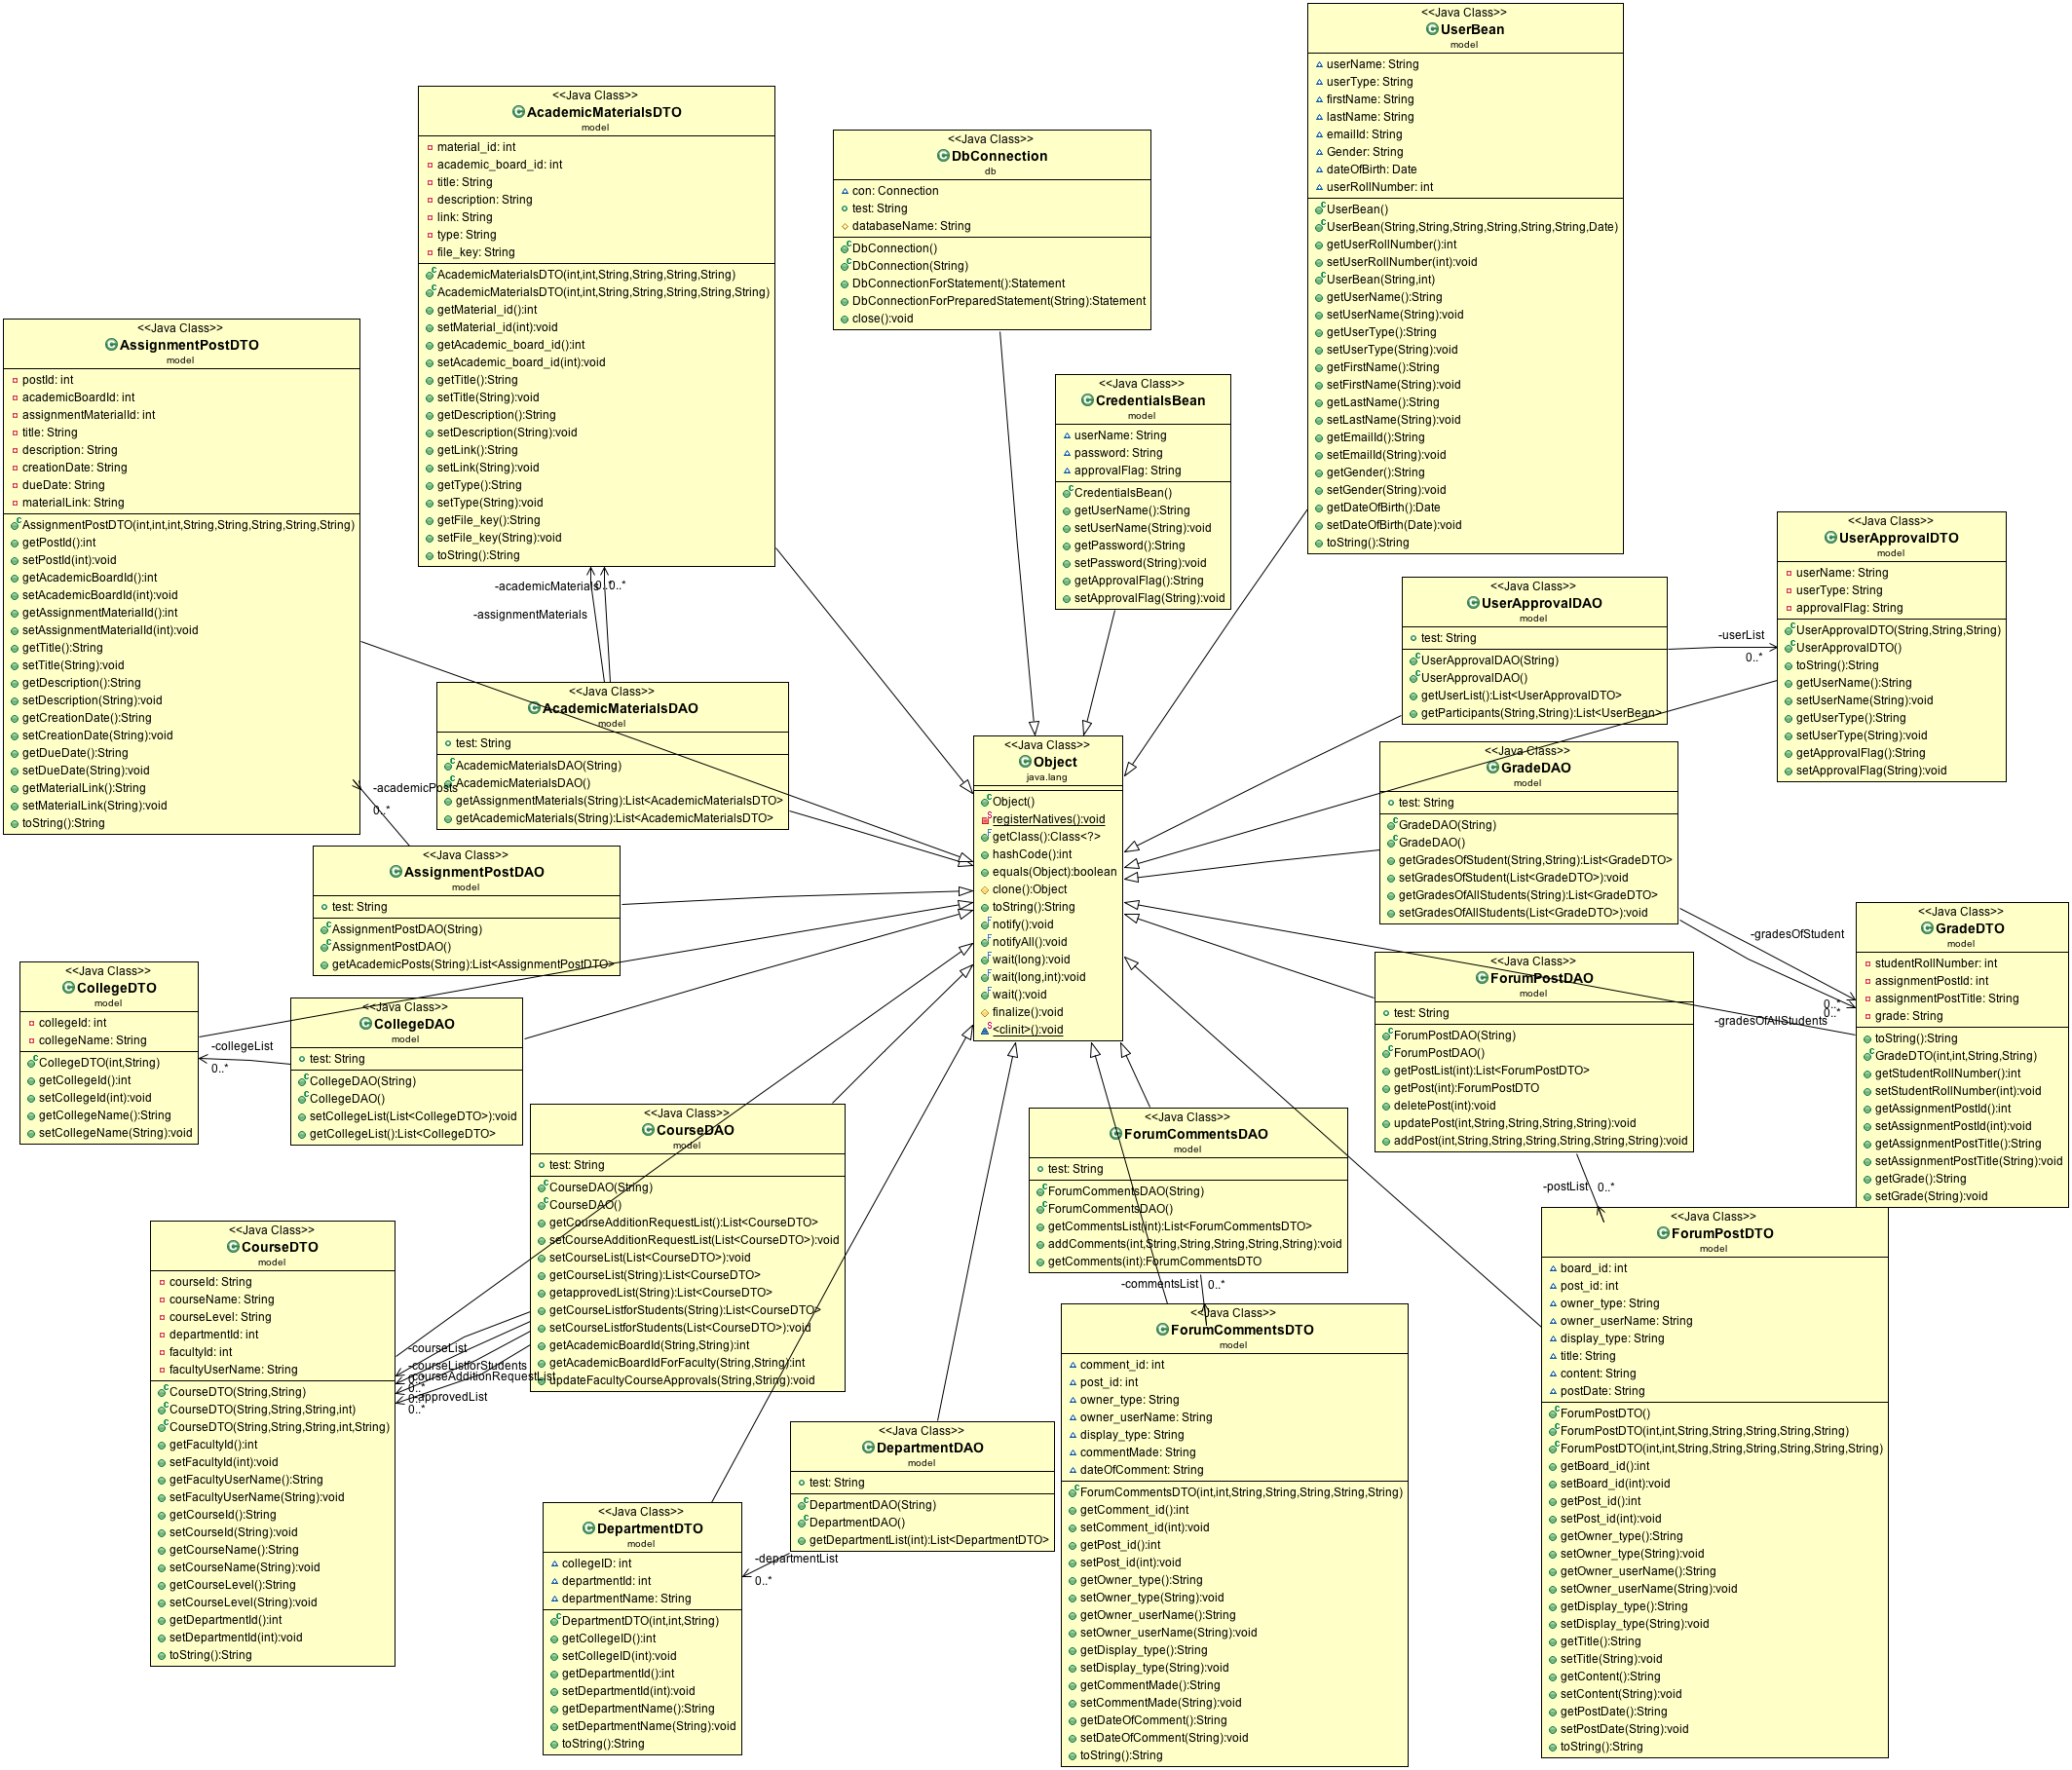 <<Java Class>>
UserBean
model
userName: String
userType: String
firstName: String
lastName: String
emailId: String
Gender: String
dateOfBirth: Date
userRollNumber: int
UserBean()
UserBean(String,String,String,String,String,String,Date)
getUserRollNumber():int
setUserRollNumber(int):void
UserBean(String,int)
getUserName():String
setUserName(String):void
getUserType():String
setUserType(String):void
getFirstName():String
setFirstName(String):void
getLastName():String
setLastName(String):void
getEmailId():String
setEmailId(String):void
getGender():String
setGender(String):void
getDateOfBirth():Date
setDateOfBirth(Date):void
toString():String
<<Java Class>>
AcademicMaterialsDTO
model
material_id: int
academic_board_id: int
title: String
description: String
link: String
type: String
file_key: String
AcademicMaterialsDTO(int,int,String,String,String,String)
AcademicMaterialsDTO(int,int,String,String,String,String,String)
getMaterial_id():int
setMaterial_id(int):void
getAcademic_board_id():int
setAcademic_board_id(int):void
getTitle():String
setTitle(String):void
getDescription():String
setDescription(String):void
getLink():String
setLink(String):void
getType():String
setType(String):void
getFile_key():String
setFile_key(String):void
toString():String
<<Java Class>>
DbConnection
db
con: Connection
test: String
databaseName: String
DbConnection()
DbConnection(String)
DbConnectionForStatement():Statement
DbConnectionForPreparedStatement(String):Statement
close():void
<<Java Class>>
AssignmentPostDTO
model
postId: int
academicBoardId: int
assignmentMaterialId: int
title: String
description: String
creationDate: String
dueDate: String
materialLink: String
AssignmentPostDTO(int,int,int,String,String,String,String,String)
getPostId():int
setPostId(int):void
getAcademicBoardId():int
setAcademicBoardId(int):void
getAssignmentMaterialId():int
setAssignmentMaterialId(int):void
getTitle():String
setTitle(String):void
getDescription():String
setDescription(String):void
getCreationDate():String
setCreationDate(String):void
getDueDate():String
setDueDate(String):void
getMaterialLink():String
setMaterialLink(String):void
toString():String
<<Java Class>>
CredentialsBean
model
userName: String
password: String
approvalFlag: String
CredentialsBean()
getUserName():String
setUserName(String):void
getPassword():String
setPassword(String):void
getApprovalFlag():String
setApprovalFlag(String):void
<<Java Class>>
UserApprovalDTO
model
userName: String
userType: String
approvalFlag: String
UserApprovalDTO(String,String,String)
UserApprovalDTO()
toString():String
getUserName():String
setUserName(String):void
getUserType():String
setUserType(String):void
getApprovalFlag():String
setApprovalFlag(String):void
<<Java Class>>
UserApprovalDAO
model
test: String
UserApprovalDAO(String)
UserApprovalDAO()
getUserList():List<UserApprovalDTO>
getParticipants(String,String):List<UserBean>
-userList
0..*
-academicMaterials
0..*
0..*
-assignmentMaterials
<<Java Class>>
AcademicMaterialsDAO
model
test: String
AcademicMaterialsDAO(String)
AcademicMaterialsDAO()
getAssignmentMaterials(String):List<AcademicMaterialsDTO>
getAcademicMaterials(String):List<AcademicMaterialsDTO>
-academicPosts
0..*
<<Java Class>>
Object
java.lang
Object()
registerNatives():void
getClass():Class<?>
hashCode():int
equals(Object):boolean
clone():Object
toString():String
notify():void
notifyAll():void
wait(long):void
wait(long,int):void
wait():void
finalize():void
<clinit>():void
<<Java Class>>
GradeDAO
model
test: String
GradeDAO(String)
GradeDAO()
getGradesOfStudent(String,String):List<GradeDTO>
setGradesOfStudent(List<GradeDTO>):void
getGradesOfAllStudents(String):List<GradeDTO>
setGradesOfAllStudents(List<GradeDTO>):void
<<Java Class>>
AssignmentPostDAO
model
test: String
AssignmentPostDAO(String)
AssignmentPostDAO()
getAcademicPosts(String):List<AssignmentPostDTO>
<<Java Class>>
GradeDTO
model
studentRollNumber: int
assignmentPostId: int
assignmentPostTitle: String
grade: String
toString():String
GradeDTO(int,int,String,String)
getStudentRollNumber():int
setStudentRollNumber(int):void
getAssignmentPostId():int
setAssignmentPostId(int):void
getAssignmentPostTitle():String
setAssignmentPostTitle(String):void
getGrade():String
setGrade(String):void
-gradesOfStudent
0..*
0..*
-gradesOfAllStudents
<<Java Class>>
ForumPostDAO
model
test: String
ForumPostDAO(String)
ForumPostDAO()
getPostList(int):List<ForumPostDTO>
getPost(int):ForumPostDTO
deletePost(int):void
updatePost(int,String,String,String,String):void
addPost(int,String,String,String,String,String,String):void
<<Java Class>>
CollegeDTO
model
collegeId: int
collegeName: String
CollegeDTO(int,String)
getCollegeId():int
setCollegeId(int):void
getCollegeName():String
setCollegeName(String):void
-collegeList
0..*
<<Java Class>>
CollegeDAO
model
test: String
CollegeDAO(String)
CollegeDAO()
setCollegeList(List<CollegeDTO>):void
getCollegeList():List<CollegeDTO>
<<Java Class>>
CourseDAO
model
test: String
CourseDAO(String)
CourseDAO()
getCourseAdditionRequestList():List<CourseDTO>
setCourseAdditionRequestList(List<CourseDTO>):void
setCourseList(List<CourseDTO>):void
getCourseList(String):List<CourseDTO>
getapprovedList(String):List<CourseDTO>
getCourseListforStudents(String):List<CourseDTO>
setCourseListforStudents(List<CourseDTO>):void
getAcademicBoardId(String,String):int
getAcademicBoardIdForFaculty(String,String):int
updateFacultyCourseApprovals(String,String):void
<<Java Class>>
ForumCommentsDAO
model
test: String
ForumCommentsDAO(String)
ForumCommentsDAO()
getCommentsList(int):List<ForumCommentsDTO>
addComments(int,String,String,String,String,String):void
getComments(int):ForumCommentsDTO
-commentsList
0..*
-postList
0..*
<<Java Class>>
CourseDTO
model
courseId: String
courseName: String
courseLevel: String
departmentId: int
facultyId: int
facultyUserName: String
CourseDTO(String,String)
CourseDTO(String,String,String,int)
CourseDTO(String,String,String,int,String)
getFacultyId():int
setFacultyId(int):void
getFacultyUserName():String
setFacultyUserName(String):void
getCourseId():String
setCourseId(String):void
getCourseName():String
setCourseName(String):void
getCourseLevel():String
setCourseLevel(String):void
getDepartmentId():int
setDepartmentId(int):void
toString():String
-courseList
-courseListforStudents
-courseAdditionRequestList
0..*
-approvedList
0..*
<<Java Class>>
ForumPostDTO
model
board_id: int
post_id: int
owner_type: String
owner_userName: String
display_type: String
title: String
content: String
postDate: String
ForumPostDTO()
ForumPostDTO(int,int,String,String,String,String,String)
ForumPostDTO(int,int,String,String,String,String,String,String)
getBoard_id():int
setBoard_id(int):void
getPost_id():int
setPost_id(int):void
getOwner_type():String
setOwner_type(String):void
getOwner_userName():String
setOwner_userName(String):void
getDisplay_type():String
setDisplay_type(String):void
getTitle():String
setTitle(String):void
getContent():String
setContent(String):void
getPostDate():String
setPostDate(String):void
toString():String
<<Java Class>>
ForumCommentsDTO
model
comment_id: int
post_id: int
owner_type: String
owner_userName: String
display_type: String
commentMade: String
dateOfComment: String
ForumCommentsDTO(int,int,String,String,String,String,String)
getComment_id():int
setComment_id(int):void
getPost_id():int
setPost_id(int):void
getOwner_type():String
setOwner_type(String):void
getOwner_userName():String
setOwner_userName(String):void
getDisplay_type():String
setDisplay_type(String):void
getCommentMade():String
setCommentMade(String):void
getDateOfComment():String
setDateOfComment(String):void
toString():String
<<Java Class>>
DepartmentDAO
model
test: String
DepartmentDAO(String)
DepartmentDAO()
getDepartmentList(int):List<DepartmentDTO>
-departmentList
0..*
<<Java Class>>
DepartmentDTO
model
collegeID: int
departmentId: int
departmentName: String
DepartmentDTO(int,int,String)
getCollegeID():int
setCollegeID(int):void
getDepartmentId():int
setDepartmentId(int):void
getDepartmentName():String
setDepartmentName(String):void
toString():String